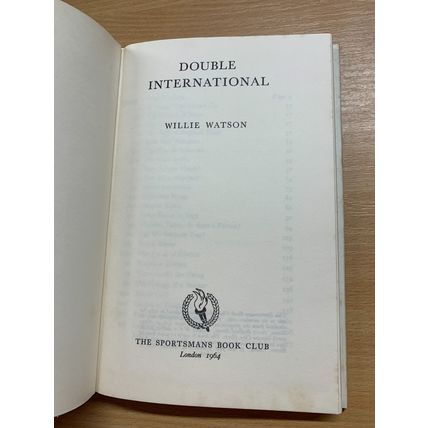 DOUBLE
INTERNATIONAL
WILLIE WATSON
THE SPORTSMANS BOOK CLUB
London 1964